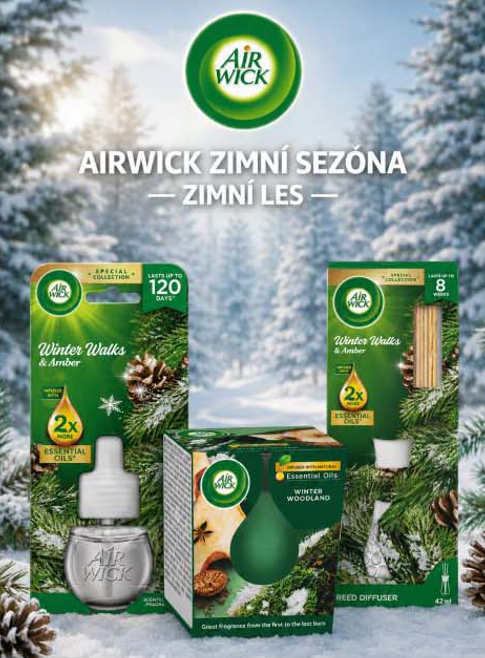 AIR
WICK
AIRWICK ZIMNÍ SEZÓNA
— ZIMNÍ LES —
AIR
WICK
SPECIAL
COLLECTION
LASTS UP TO
120
DAYS*
Winter Walks
& Amber
INFUSED
WITH
2x
MORE
ESSENTIAL
OILS*
AIR
WICK
AIR
WICK
SPECIAL
COLLECTION
LASTS UP TO
8
WEEKS
Winter Walks
& Amber
2x
MORE
ESSENTIAL
OILS*
REED DIFFUSER
42 ml
AIR
WICK
INFUSED WITH NATURAL
Essential Oils
WINTER
WOODLAND
Great fragrance from the first to the last burn